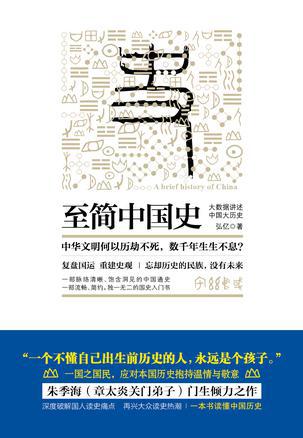 A brief history of China
至简中国史
大数据讲述
中国大历史
弘亿◎著
中华文明何以历劫不死，数千年生生不息？
复盘国运 重建史观 | 忘却历史的民族，没有未来
一部脉络清晰、饱含洞见的中国通史
一部流畅、简约、独一无二的国史入门书
“一个不懂自己出生前历史的人，永远是个孩子。”
一国之国民，应对本国历史抱持温情与敬意
朱季海（章太炎关门弟子）门生倾力之作
深度破解国人读史痛点 再兴大众读史热潮 | 一本书读懂中国历史